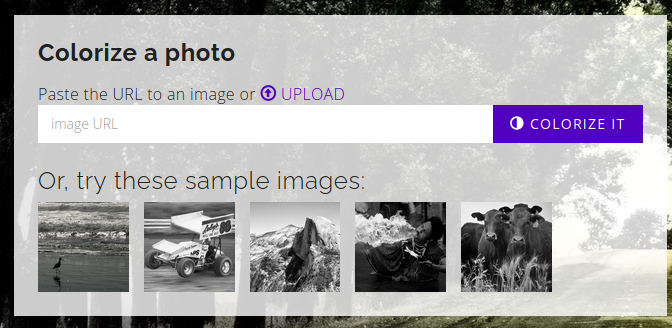 Colorize a photo
Paste the URL to an image or UPLOAD
image URL
COLORIZE IT
Or, try these sample images: